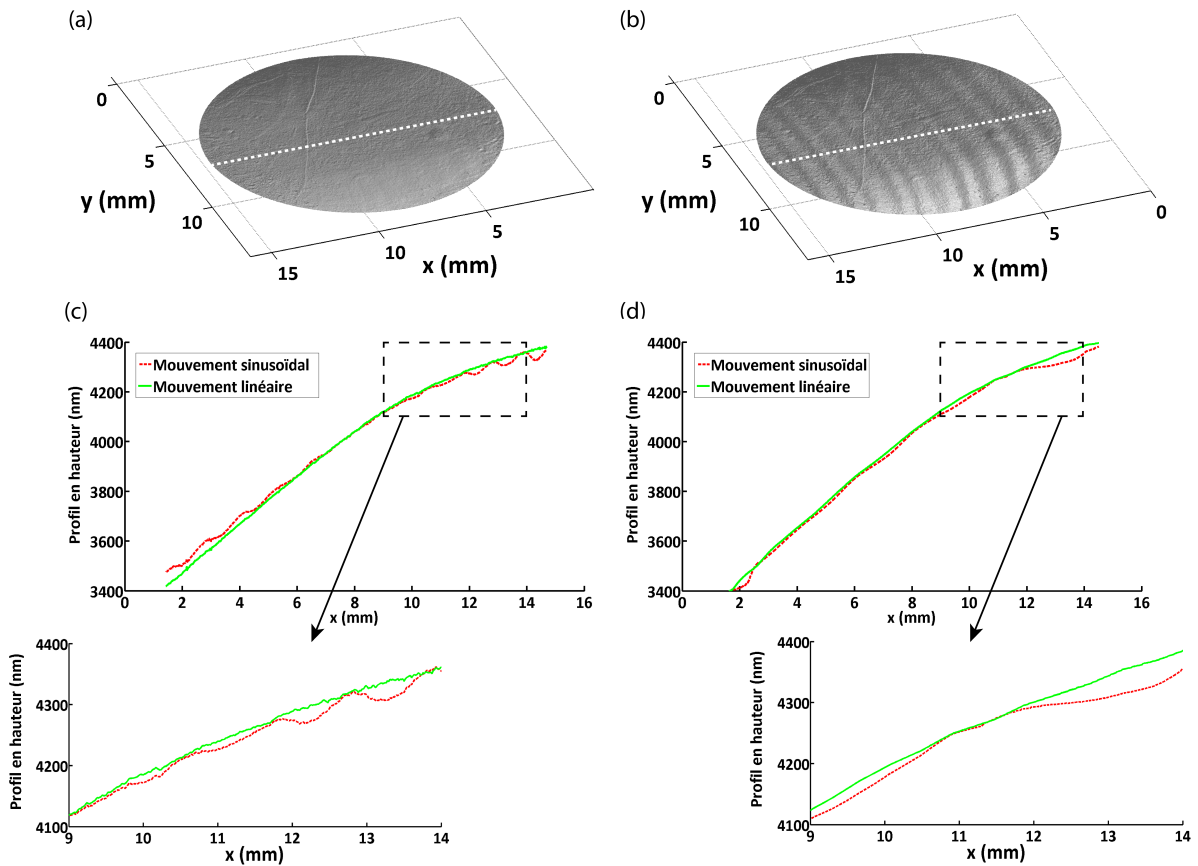 (a)
0
5
10
15
10
5
y (mm)
x (mm)
(b)
0
5
10
15
10
5
0
y (mm)
x (mm)
(c)
4400
4200
4000
3800
3600
3400
0 2 4 6 8 10 12 14 16
Profil en hauteur (nm)
x (mm)
Mouvement sinusoïdal
Mouvement linéaire
(d)
4400
4200
4000
3800
3600
3400
0 2 4 6 8 10 12 14 16
Profil en hauteur (nm)
x (mm)
Mouvement sinusoïdal
Mouvement linéaire
4400
4300
4200
4100
9 10 11 12 13 14
Profil en hauteur (nm)
x (mm)
4400
4300
4200
4100
9 10 11 12 13 14
Profil en hauteur (nm)
x (mm)